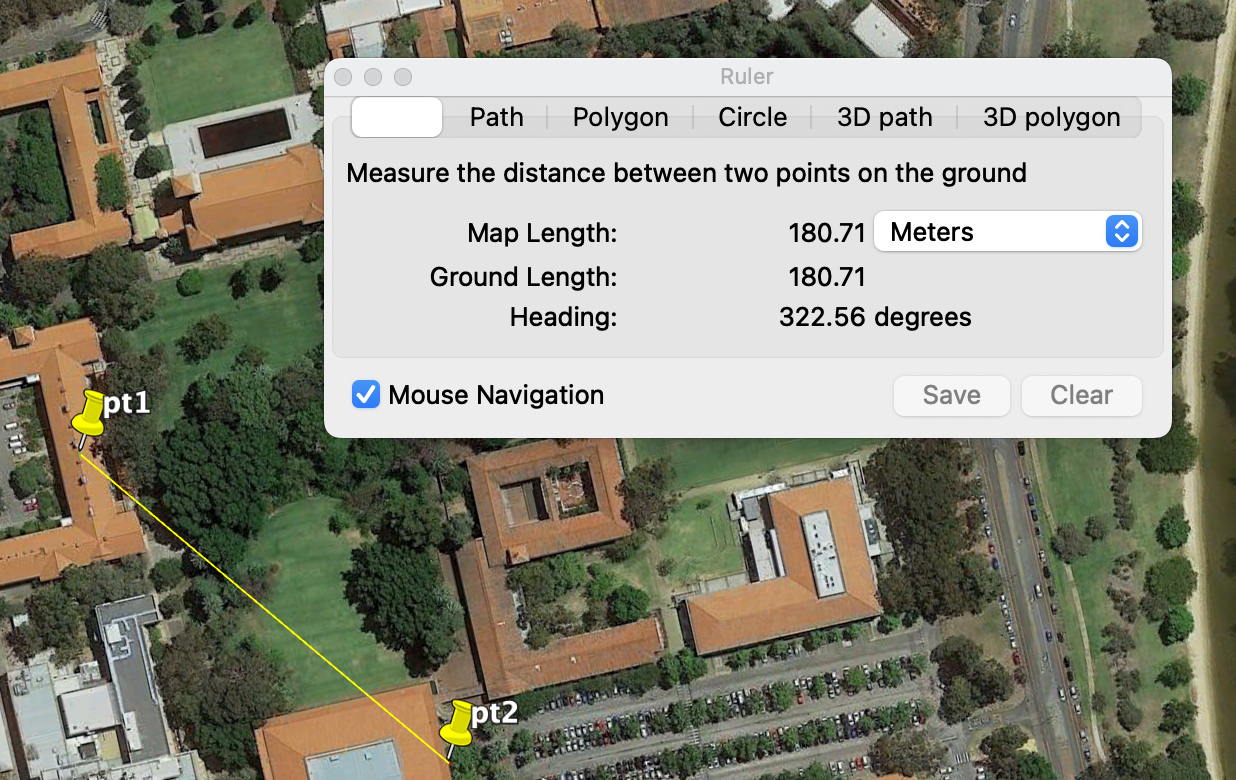 Ruler
Path Polygon Circle 3D path 3D polygon
Measure the distance between two points on the ground
Map Length: 180.71 Meters
Ground Length: 180.71
Heading: 322.56 degrees
Mouse Navigation Save Clear
pt1
pt2